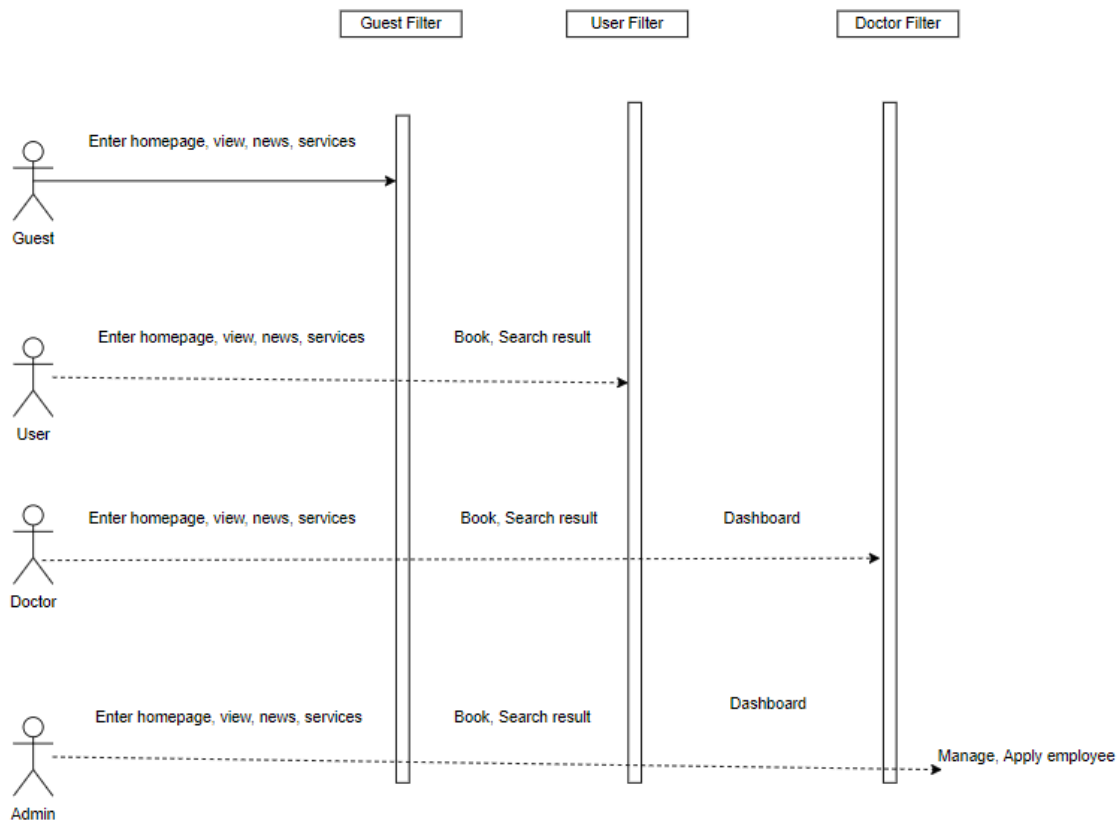 Guest Filter
User Filter
Doctor Filter
Enter homepage, view, news, services
Guest
Enter homepage, view, news, services
Book, Search result
User
Enter homepage, view, news, services
Book, Search result
Dashboard
Doctor
Enter homepage, view, news, services
Book, Search result
Dashboard
Manage, Apply employee
Admin